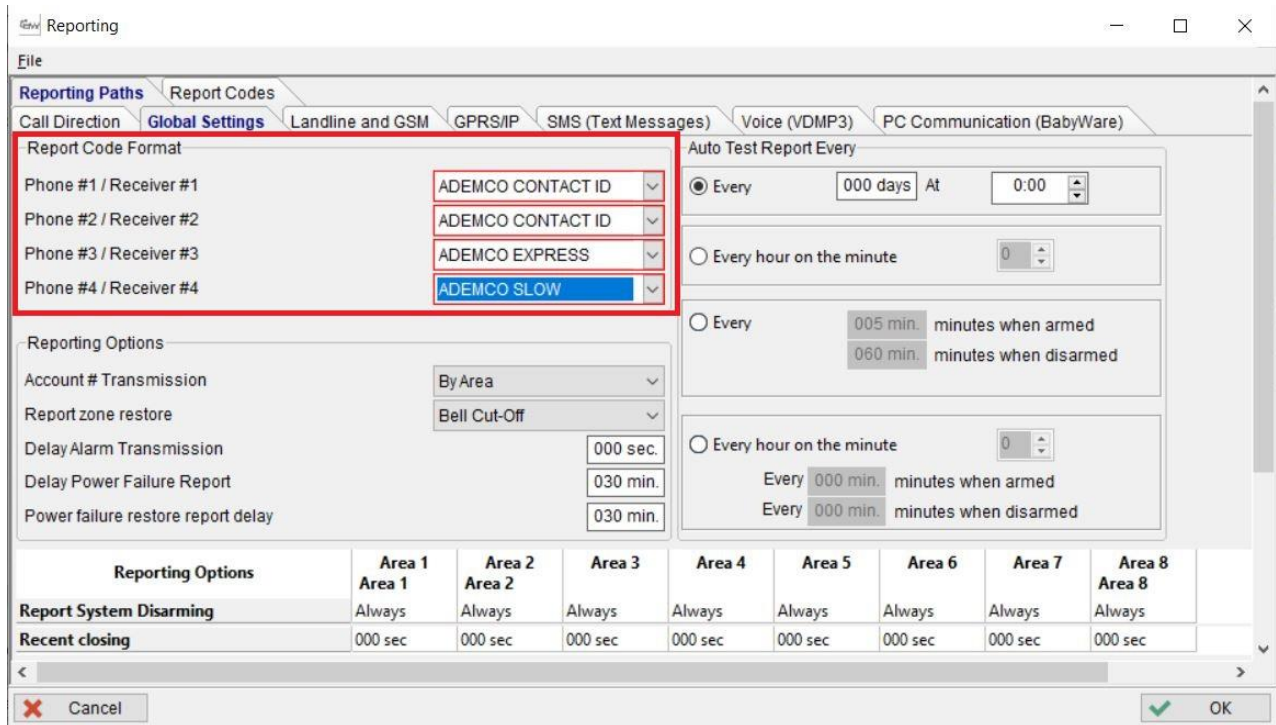 Reporting
File
Reporting Paths Report Codes
Call Direction Global Settings Landline and GSM GPRS/IP SMS (Text Messages) Voice (VDMP3) PC Communication (BabyWare)
Report Code Format
Phone #1 / Receiver #1 ADEMCO CONTACT ID
Phone #2 / Receiver #2 ADEMCO CONTACT ID
Phone #3 / Receiver #3 ADEMCO EXPRESS
Phone #4 / Receiver #4 ADEMCO SLOW
Reporting Options
Account # Transmission By Area
Report zone restore Bell Cut-Off
Delay Alarm Transmission 000 sec.
Delay Power Failure Report 030 min.
Power failure restore report delay 030 min.
Auto Test Report Every
Every 000 days At 0:00
Every hour on the minute 0
Every 005 min. minutes when armed
060 min. minutes when disarmed
Every hour on the minute 0
Every 000 min. minutes when armed
Every 000 min. minutes when disarmed
Reporting Options Area 1 Area 2 Area 3 Area 4 Area 5 Area 6 Area 7 Area 8
Area 1 Area 2 Area 8
Report System Disarming Always Always Always Always Always Always Always Always
Recent closing 000 sec 000 sec 000 sec 000 sec 000 sec 000 sec 000 sec 000 sec
Cancel OK